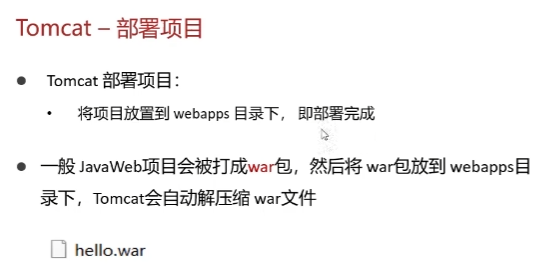 Tomcat – 部署项目
● Tomcat 部署项目：
• 将项目放置到 webapps 目录下， 即部署完成
● 一般 JavaWeb项目会被打成war包，然后将 war包放到 webapps目
录下，Tomcat会自动解压缩 war文件
hello.war